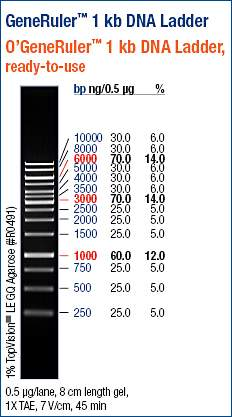 GeneRuler™ 1 kb DNA Ladder
O'GeneRuler™ 1 kb DNA Ladder,
ready-to-use
bp ng/0.5 µg %
10000 30.0 6.0
8000 30.0 6.0
6000 70.0 14.0
5000 30.0 6.0
4000 30.0 6.0
3500 30.0 6.0
3000 70.0 14.0
2500 25.0 5.0
2000 25.0 5.0
1500 25.0 5.0
1000 60.0 12.0
750 25.0 5.0
500 25.0 5.0
250 25.0 5.0
1% TopVision™ LE GQ Agarose (#R0491)
0.5 µg/lane, 8 cm length gel,
1X TAE, 7 V/cm, 45 min